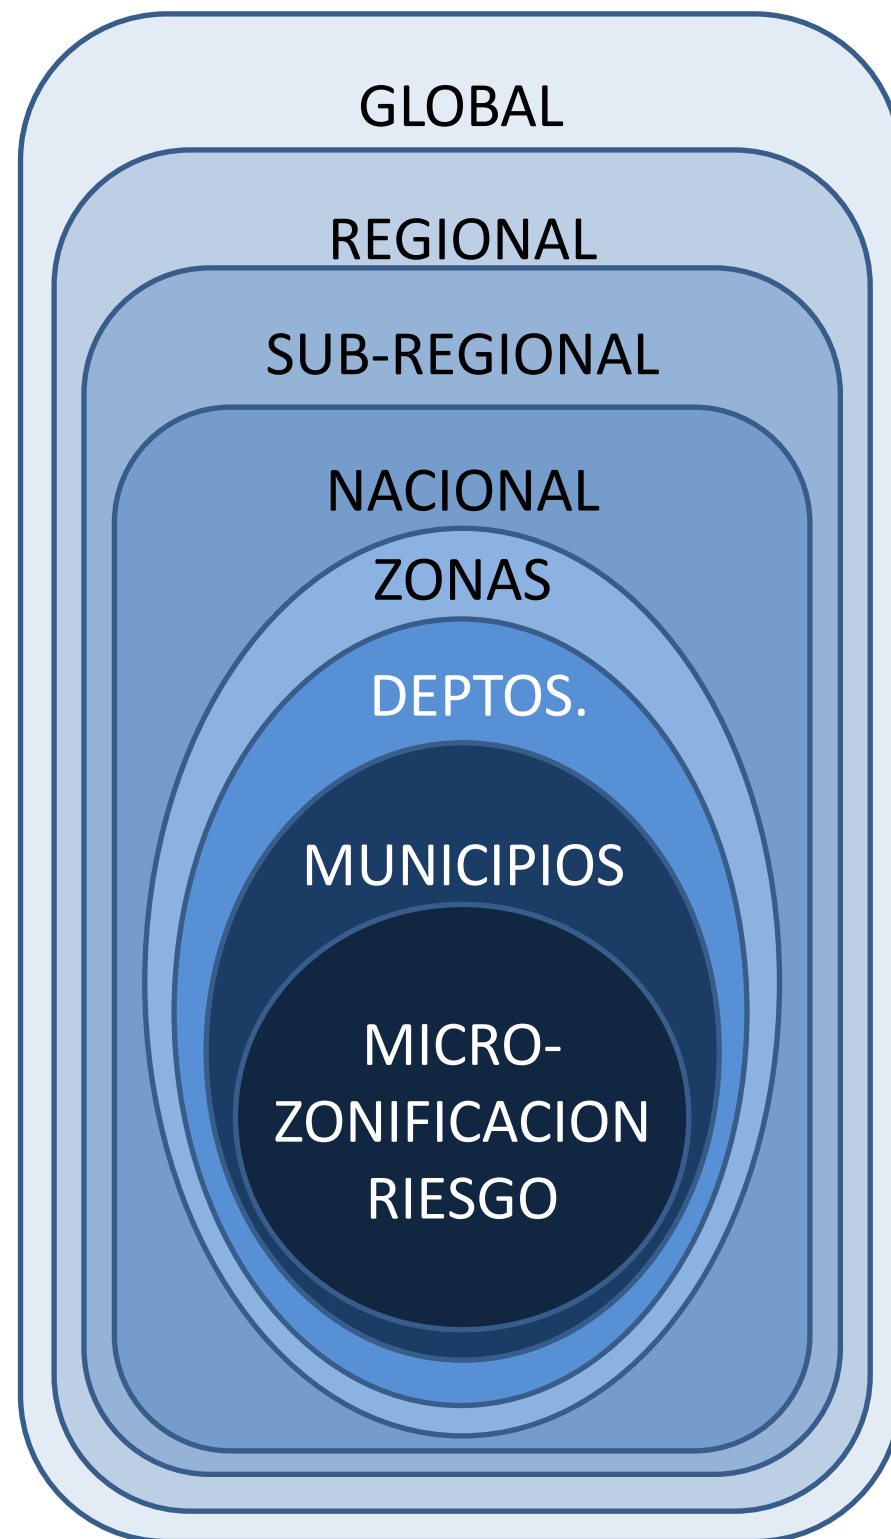 GLOBAL
REGIONAL
SUB-REGIONAL
NACIONAL
ZONAS
DEPTOS.
MUNICIPIOS
MICRO-
ZONIFICACION
RIESGO